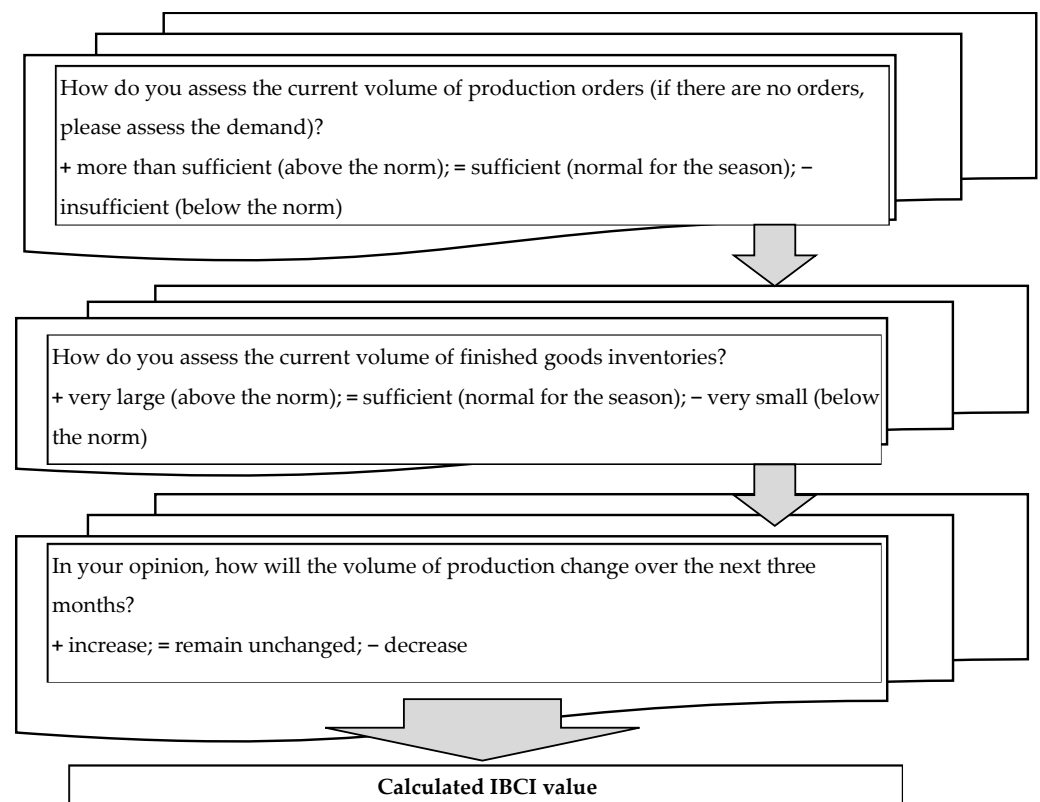 How do you assess the current volume of production orders (if there are no orders,
please assess the demand)?
+ more than sufficient (above the norm); = sufficient (normal for the season); −
insufficient (below the norm)
How do you assess the current volume of finished goods inventories?
+ very large (above the norm); = sufficient (normal for the season); − very small (below
the norm)
In your opinion, how will the volume of production change over the next three
months?
+ increase; = remain unchanged; − decrease
Calculated IBCI value